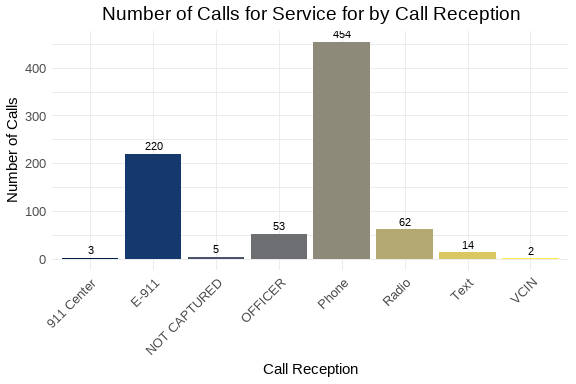 Number of Calls for Service for by Call Reception
454
400
300
220
200
100
62
53
14
3
5
2
0
Number of Calls
911 Center
E-911
NOT CAPTURED
OFFICER
Phone
Radio
Text
VCIN
Call Reception